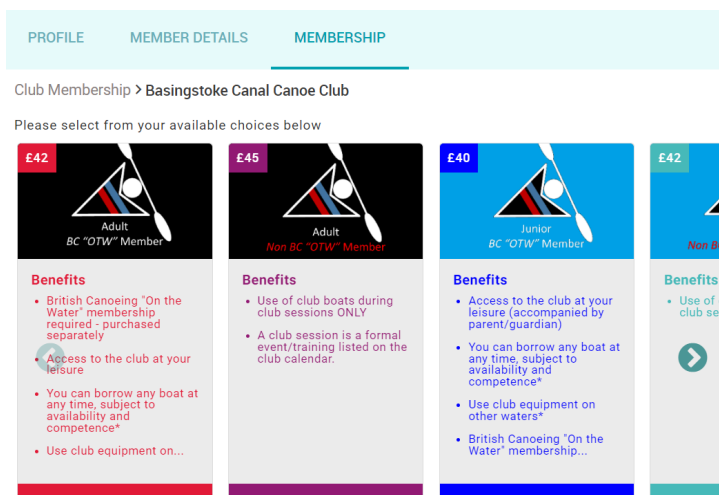 PROFILE MEMBER DETAILS MEMBERSHIP
Club Membership > Basingstoke Canal Canoe Club
Please select from your available choices below
£42
Adult
BC "OTW" Member
Benefits
• British Canoeing "On the
Water" membership
required - purchased
separately
• Access to the club at your
leisure
• You can borrow any boat at
any time, subject to
availability and
competence*
• Use club equipment on...
£45
Adult
Non BC "OTW" Member
Benefits
• Use of club boats during
club sessions ONLY
• A club session is a formal
event/training listed on the
club calendar.
£40
Junior
BC "OTW" Member
Benefits
• Access to the club at your
leisure (accompanied by
parent/guardian)
• You can borrow any boat at
any time, subject to
availability and
competence*
• Use club equipment on
other waters*
• British Canoeing "On the
Water" membership...
£42
Non
Benefits
• Use of
club